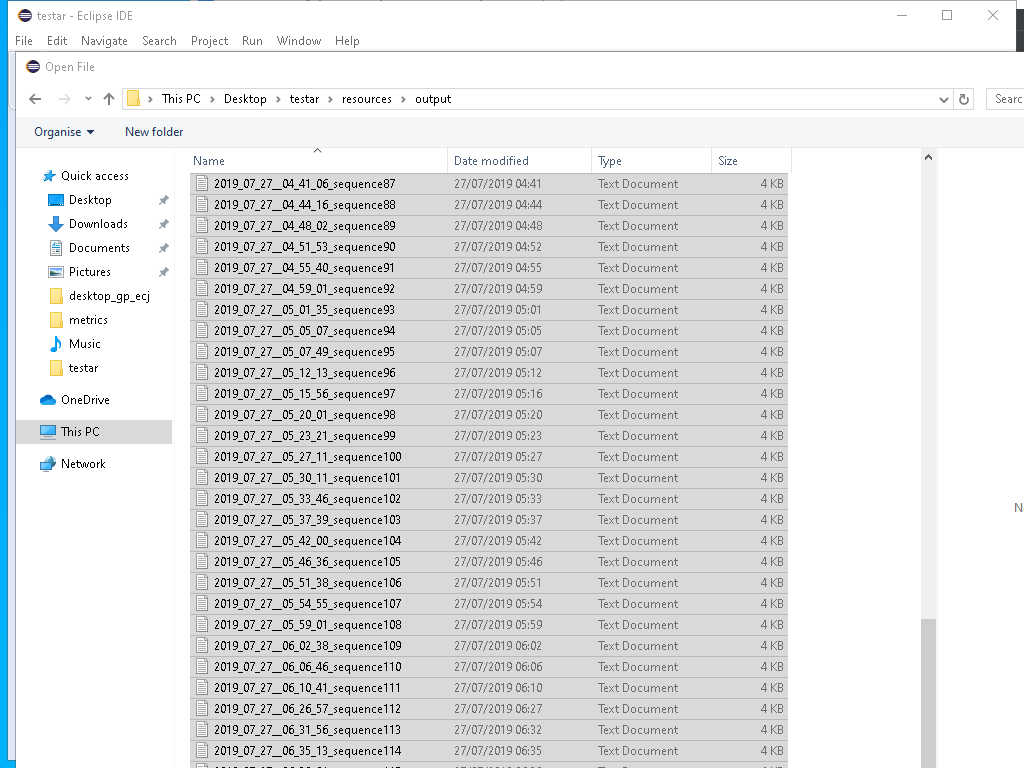 testar - Eclipse IDE
File Edit Navigate Search Project Run Window Help
Open File
This PC > Desktop > testar > resources > output Searc
Organise New folder
Name Date modified Type Size
Quick access
Desktop
Downloads
Documents
Pictures
desktop_gp_ecj
metrics
Music
testar
OneDrive
This PC
Network
2019_07_27__04_41_06_sequence87 27/07/2019 04:41 Text Document 4 KB
2019_07_27__04_44_16_sequence88 27/07/2019 04:44 Text Document 4 KB
2019_07_27__04_48_02_sequence89 27/07/2019 04:48 Text Document 4 KB
2019_07_27__04_51_53_sequence90 27/07/2019 04:52 Text Document 4 KB
2019_07_27__04_55_40_sequence91 27/07/2019 04:55 Text Document 4 KB
2019_07_27__04_59_01_sequence92 27/07/2019 04:59 Text Document 4 KB
2019_07_27__05_01_35_sequence93 27/07/2019 05:01 Text Document 4 KB
2019_07_27__05_05_07_sequence94 27/07/2019 05:05 Text Document 4 KB
2019_07_27__05_07_49_sequence95 27/07/2019 05:07 Text Document 4 KB
2019_07_27__05_12_13_sequence96 27/07/2019 05:12 Text Document 4 KB
2019_07_27__05_15_56_sequence97 27/07/2019 05:16 Text Document 4 KB
2019_07_27__05_20_01_sequence98 27/07/2019 05:20 Text Document 4 KB
2019_07_27__05_23_21_sequence99 27/07/2019 05:23 Text Document 4 KB
2019_07_27__05_27_11_sequence100 27/07/2019 05:27 Text Document 4 KB
2019_07_27__05_30_11_sequence101 27/07/2019 05:30 Text Document 4 KB
2019_07_27__05_33_46_sequence102 27/07/2019 05:33 Text Document 4 KB
2019_07_27__05_37_39_sequence103 27/07/2019 05:37 Text Document 4 KB
2019_07_27__05_42_00_sequence104 27/07/2019 05:42 Text Document 4 KB
2019_07_27__05_46_36_sequence105 27/07/2019 05:46 Text Document 4 KB
2019_07_27__05_51_38_sequence106 27/07/2019 05:51 Text Document 4 KB
2019_07_27__05_54_55_sequence107 27/07/2019 05:54 Text Document 4 KB
2019_07_27__05_59_01_sequence108 27/07/2019 05:59 Text Document 4 KB
2019_07_27__06_02_38_sequence109 27/07/2019 06:02 Text Document 4 KB
2019_07_27__06_06_46_sequence110 27/07/2019 06:06 Text Document 4 KB
2019_07_27__06_10_41_sequence111 27/07/2019 06:10 Text Document 4 KB
2019_07_27__06_26_57_sequence112 27/07/2019 06:27 Text Document 4 KB
2019_07_27__06_31_56_sequence113 27/07/2019 06:32 Text Document 4 KB
2019_07_27__06_35_13_sequence114 27/07/2019 06:35 Text Document 4 KB
N